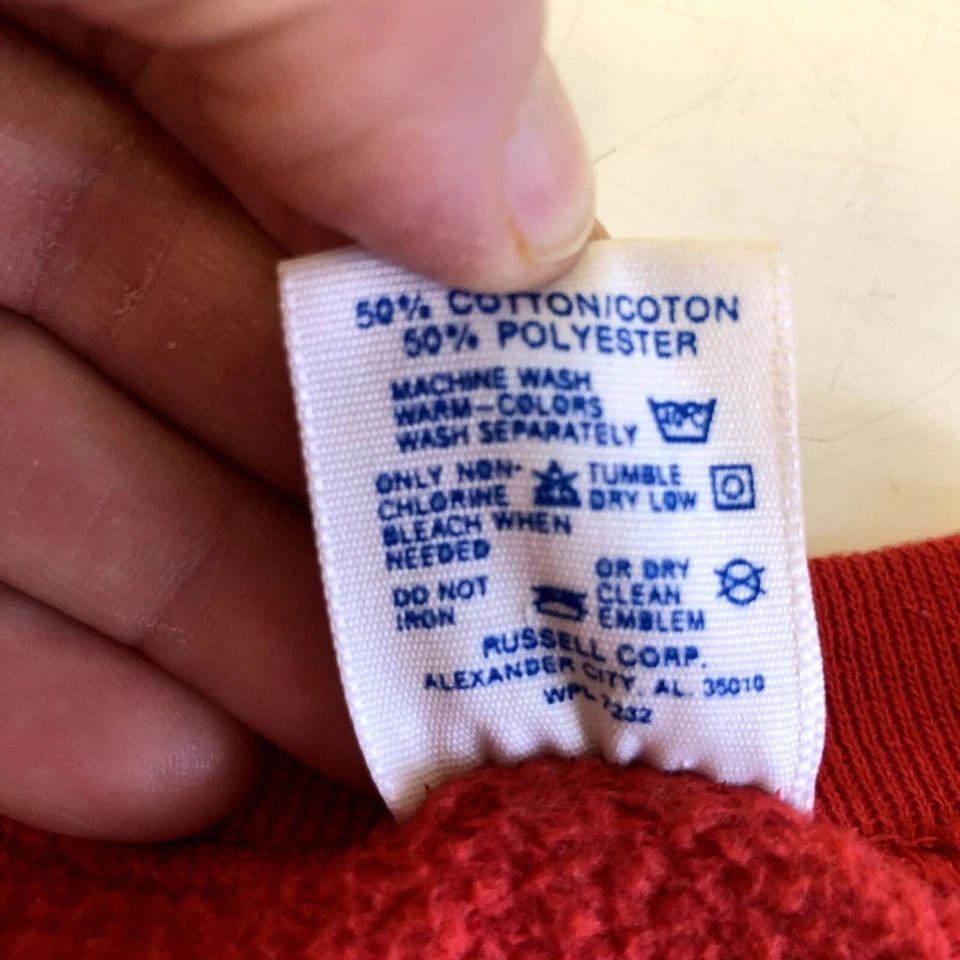 50% COTTON/COTON
50% POLYESTER
MACHINE WASH
WARM-COLORS
WASH SEPARATELY
40°C
ONLY NON-
CHLORINE
BLEACH WHEN
NEEDED
TUMBLE
DRY LOW
DO NOT
IRON
OR DRY
CLEAN
EMBLEM
RUSSELL CORP.
ALEXANDER CITY, AL. 35010
WPL 7232